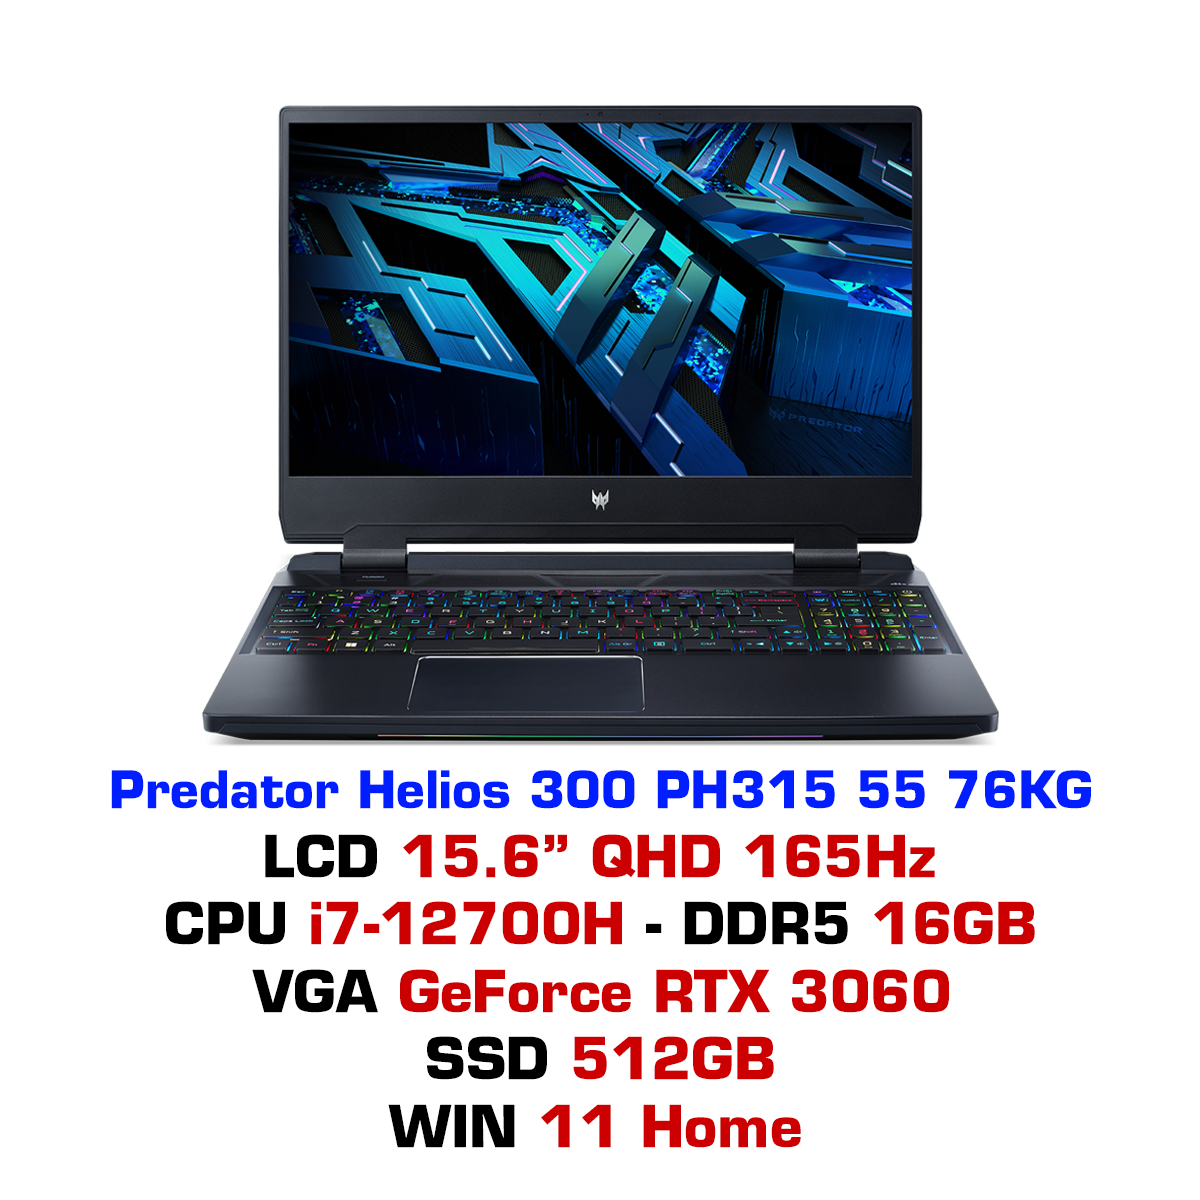 PREDATOR
Predator Helios 300 PH315 55 76KG
LCD 15.6” QHD 165Hz
CPU i7-12700H - DDR5 16GB
VGA GeForce RTX 3060
SSD 512GB
WIN 11 Home